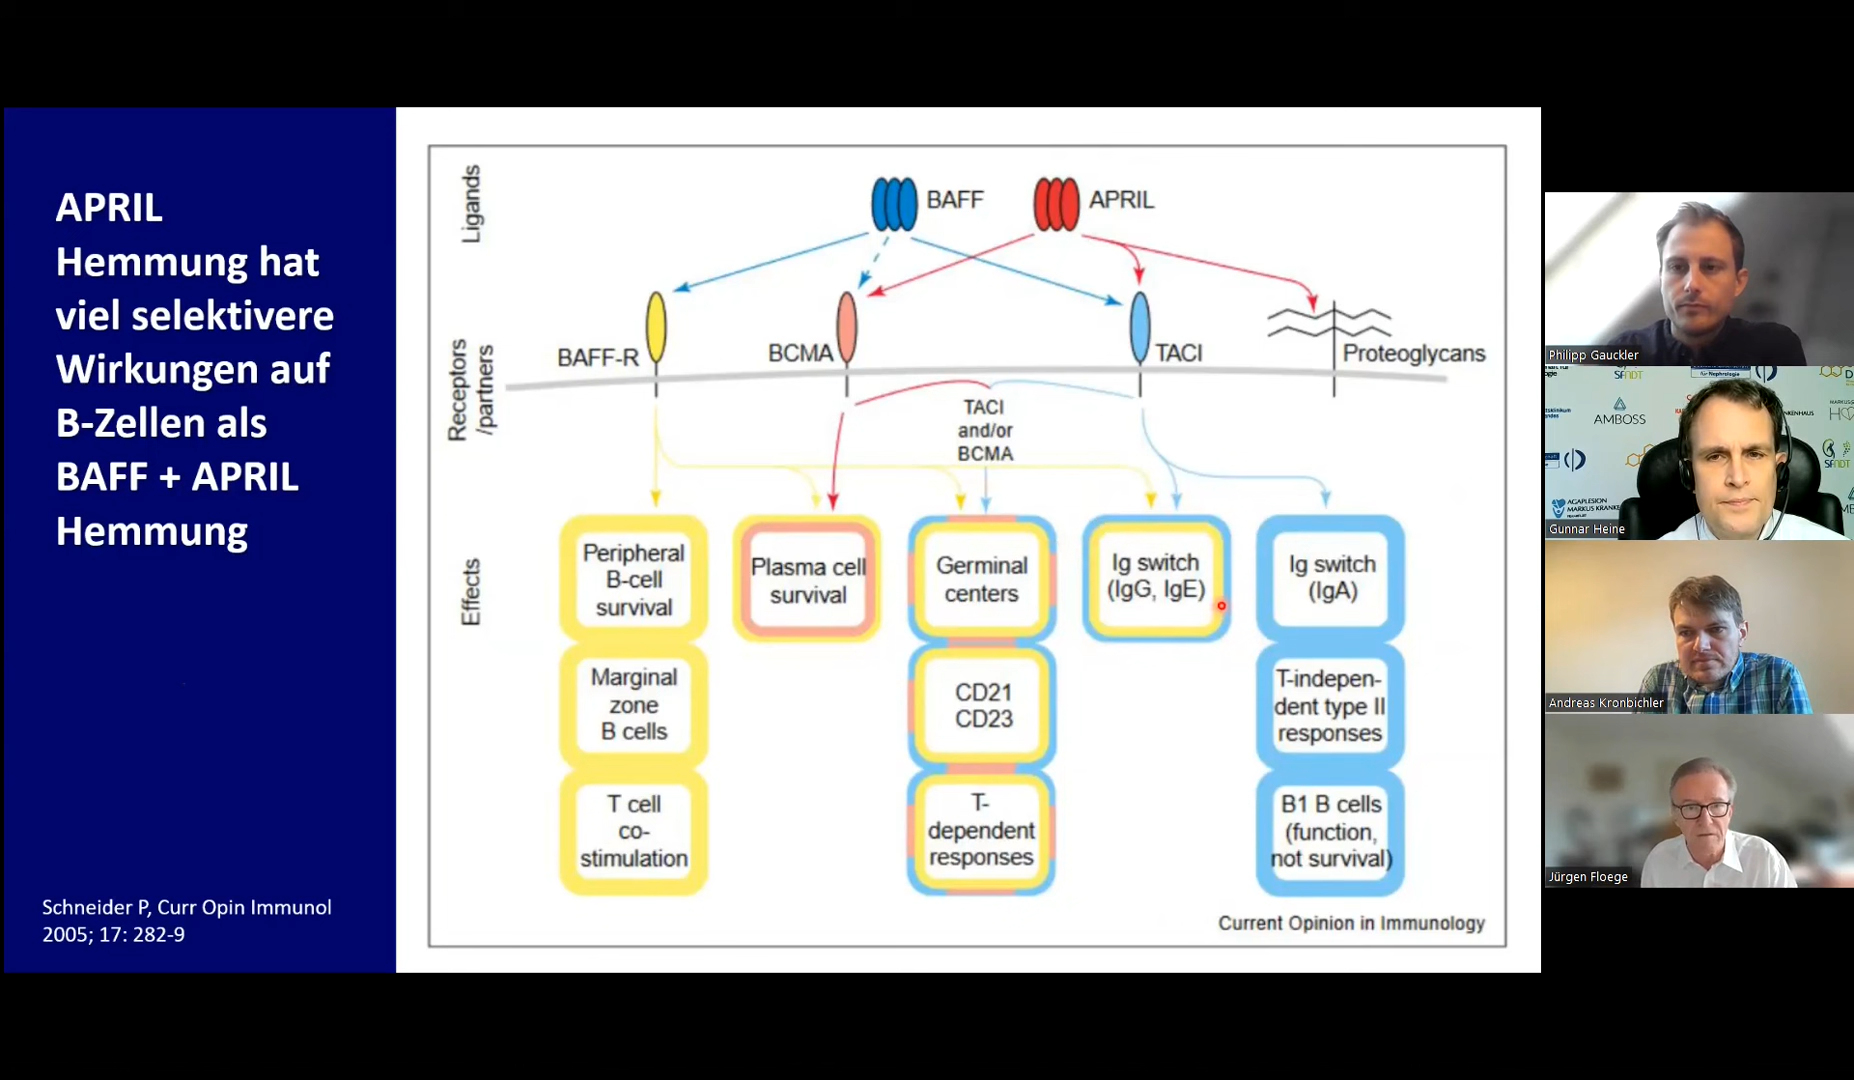 APRIL
Hemmung hat
viel selektivere
Wirkungen auf
B-Zellen als
BAFF + APRIL
Hemmung
Schneider P, Curr Opin Immunol
2005; 17: 282-9
Ligands
BAFF
APRIL
Receptors
/partners
BAFF-R
BCMA
TACI
Proteoglycans
TACI
and/or
BCMA
Effects
Peripheral
B-cell
survival
Plasma cell
survival
Germinal
centers
Ig switch
(IgG, IgE)
Ig switch
(IgA)
Marginal
zone
B cells
CD21
CD23
T-indepen-
dent type II
responses
T cell
co-
stimulation
T-
dependent
responses
B1 B cells
(function,
not survival)
Current Opinion in Immunology
Philipp Gauckler
AMBOSS
SFNDT
AGAPLESION
MARKUS KRANKE
Gunnar Heine
Andreas Kronbichler
Jürgen Floege